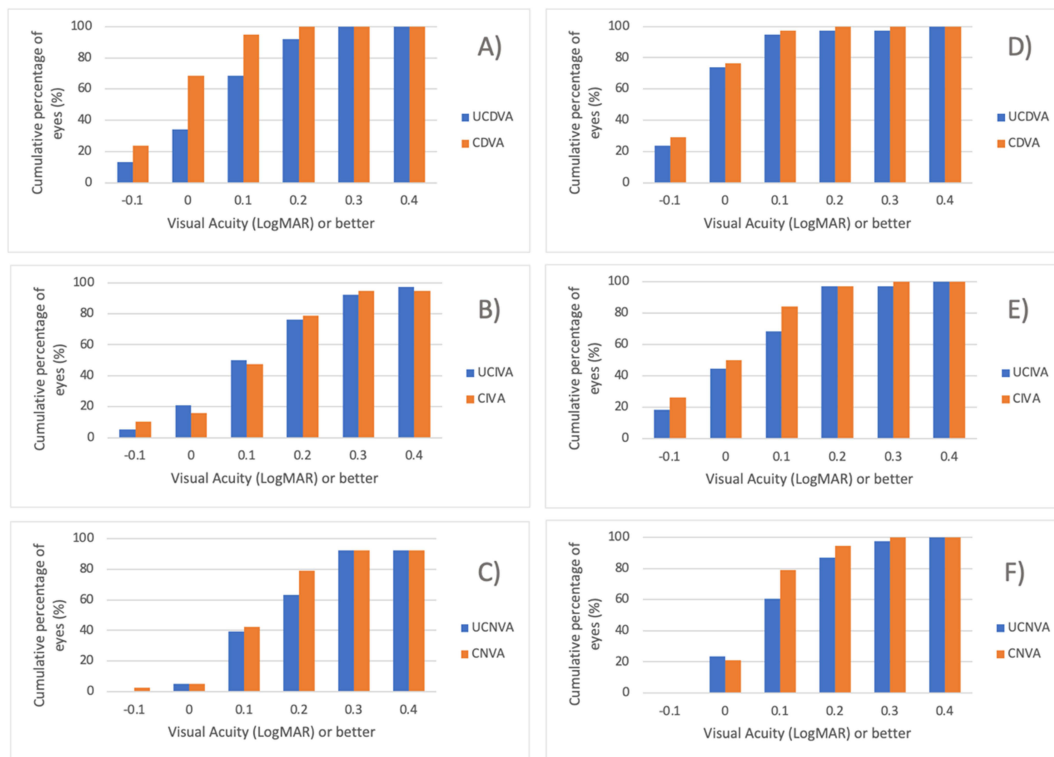 A)
Cumulative percentage of
eyes (%)
100
80
60
40
20
0
-0.1 0 0.1 0.2 0.3 0.4
Visual Acuity (LogMAR) or better
UCDVA
CDVA
D)
Cumulative percentage of
eyes (%)
100
80
60
40
20
0
-0.1 0 0.1 0.2 0.3 0.4
Visual Acuity (LogMAR) or better
UCDVA
CDVA
B)
Cumulative percentage of
eyes (%)
100
80
60
40
20
0
-0.1 0 0.1 0.2 0.3 0.4
Visual Acuity (LogMAR) or better
UCIVA
CIVA
E)
Cumulative percentage of
eyes (%)
100
80
60
40
20
0
-0.1 0 0.1 0.2 0.3 0.4
Visual Acuity (LogMAR) or better
UCIVA
CIVA
C)
Cumulative percentage of
eyes (%)
100
80
60
40
20
0
-0.1 0 0.1 0.2 0.3 0.4
Visual Acuity (LogMAR) or better
UCNVA
CNVA
F)
Cumulative percentage of
eyes (%)
100
80
60
40
20
0
-0.1 0 0.1 0.2 0.3 0.4
Visual Acuity (LogMAR) or better
UCNVA
CNVA